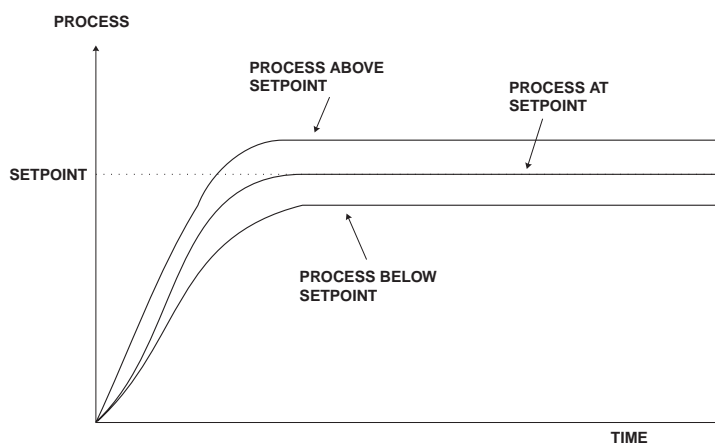 PROCESS
PROCESS ABOVE
SETPOINT
PROCESS AT
SETPOINT
SETPOINT
PROCESS BELOW
SETPOINT
TIME